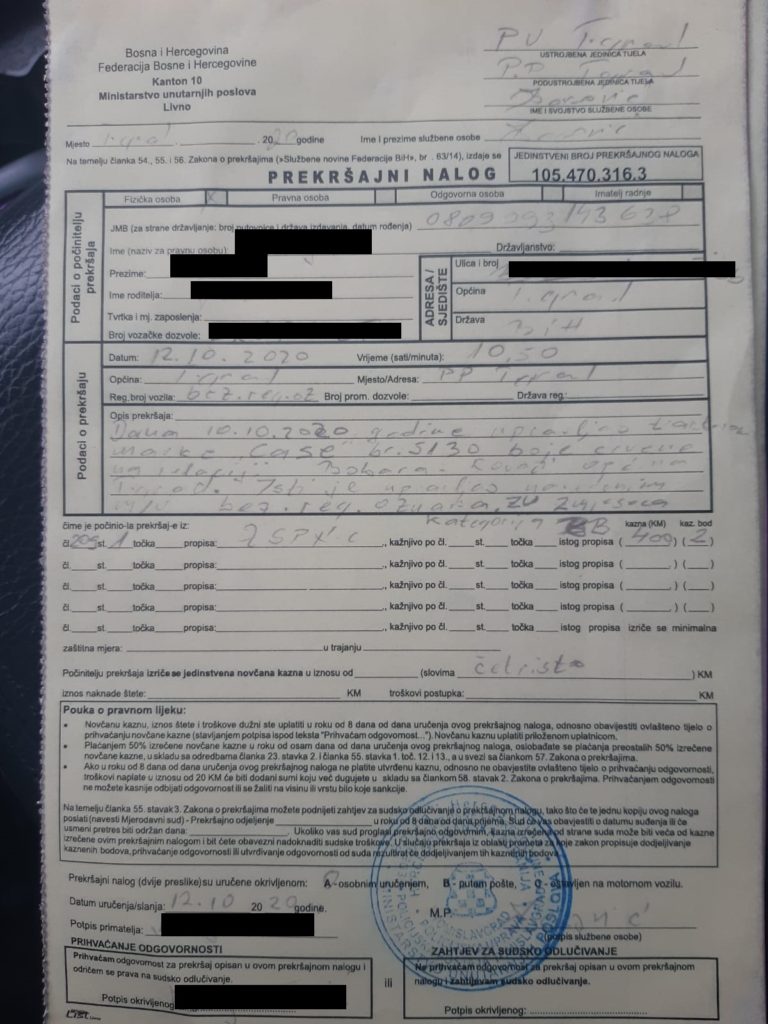 Bosna i Hercegovina
Federacija Bosne i Hercegovine
Kanton 10
Ministarstvo unutarnjih poslova
Livno
PU
USTROJBENA JEDINICA TIJELA
P.P.
PODUSTROJBENA JEDINICA TIJELA
IME I SVOJSTVO SLUŽBENE OSOBE
Mjesto T.grad . 2020 godine Ime i prezime službene osobe
Na temelju članka 54., 55. i 56. Zakona o prekršajima (»Službene novine Federacije BiH«), br . 63/14), izdaje se
JEDINSTVENI BROJ PREKRŠAJNOG NALOGA
PREKRŠAJNI NALOG 105.470.316.3
Fizička osoba X Pravna osoba Odgovorna osoba Imatelj radnje
Podaci o počinitelju prekršaja
JMB (za strane državljanje: broj putovnice i država izdavanja, datum rođenja)
Ime (naziv za pravnu osobu): Državljanstvo:
Prezime:
Ime roditelja:
Tvrtka i mj. zaposlenja:
Broj vozačke dozvole:
ADRESA / SJEDIŠTE
Ulica i broj
Općina T.grad
Država BiH
Podaci o prekršaju
Datum: 12.10.2020 Vrijeme (sati/minuta): 10,50
Općina: T.grad Mjesto/Adresa: PP T.grad
Reg.broj vozila: bez.reg.oz Broj prom. dozvole: Država reg.:
Opis prekršaja:
Dana 10.10.2020 godine upravljao
marke "CASE" br. 5130 boje crvene
na relaciji
T.grad. Isti je upravljao navedenim
bez. reg. oznaka,
kategorija B
čime je počinio-la prekršaj-e iz: kazna (KM) kaz. bod
čl. 209 st. 1 točka propisa: , kažnjivo po čl. st. točka istog propisa ( 400 ) ( 2 )
čl. st. točka propisa: , kažnjivo po čl. st. točka istog propisa ( ) ( )
čl. st. točka propisa: , kažnjivo po čl. st. točka istog propisa ( ) ( )
čl. st. točka propisa: , kažnjivo po čl. st. točka istog propisa ( ) ( )
čl. st. točka propisa: , kažnjivo po čl. st. točka istog propisa izriče se minimalna
zaštilna mjera: u trajanju
Počinitelju prekršaja izriče se jedinstvena novčana kazna u iznosu od (slovima četristo ) KM
iznos naknade štete: KM troškovi postupka: KM
Pouka o pravnom lijeku:
• Novčanu kaznu, iznos štete i troškove dužni ste uplatiti u roku od 8 dana od dana uručenja ovog prekršajnog naloga, odnosno obavijestiti ovlašteno tijelo o
prihvaćanju novčane kazne (stavljanjem potpisa ispod teksta "Prihvaćam odgovornost..."). Novčanu kaznu uplatiti priloženom uplatnicom.
• Plaćanjem 50% izrečene novčane kazne u roku od osam dana od dana uručenja ovog prekršajnog naloga, oslobađate se plaćanja preostalih 50% izrečene
novčane kazne, u skladu sa odredbama članka 23. stavka 2. i članka 55. stavka 1. toč. 12. i 13., a u svezi sa člankom 57. Zakona o prekršajima.
• Ako u roku od 8 dana od dana uručenja ovog prekršajnog naloga ne platite utvrđenu kaznu, odnosno ne obavijestite ovlašteno tijelo o prihvaćanju odgovornosti,
troškovi naplate u iznosu od 20 KM će biti dodani sumi koju već dugujete u skladu sa člankom 58. stavak 2. Zakona o prekršajima. Prihvaćanjem odgovornosti ne
možete kasnije odbijati odgovornost ili se žaliti na visinu ili vrstu bilo koje sankcije.
Na temelju članka 55. stavak 3. Zakona o prekršajima možete podnijeti zahtjev za sudsko odlučivanje o prekršajnom nalogu, tako što će te jednu kopiju ovog naloga
poslati (navesti Mjerodavni sud) - Prekršajno odjeljenje u roku od 8 dana od dana prijema. Sud će vas obavijestiti o datumu suđenja ili će
usmeni pretres biti održan dana: . Ukoliko vas sud proglasi prekršajno odgovornim, kazna izrečena od strane suda može biti veća od kazne
izrečene ovim prekršajnim nalogom i bit ćete obavezni nadoknaditi sudske troškove. U slučaju prekršaja iz oblasti prometa za koje zakon propisuje dodjeljivanje
kaznenih bodova, prihvaćanje odgovornosti ili utvrđivanje odgovornosti od suda rezultirat će dodjeljivanjem tih kaznenih bodova.
Prekršajni nalog (dvije preslike) su uručene okrivljenom: A - osobnim uručenjem, B - putam pošte, C - ostavljen na motornom vozilu.
Datum uručenja/slanja: 12.10 2020 godine. M.P.
Potpis primatelja: (potpis službene osobe)
PRIHVAĆANJE ODGOVORNOSTI
Prihvaćam odgovornost za prekršaj opisan u ovom prekršajnom nalogu i
odričem se prava na sudsko odlučivanje.
Potpis okrivljenog:
ili
ZAHTJEV ZA SUDSKO ODLUČIVANJE
Ne prihvaćam odgovornost za prekršaj opisan u ovom prekršajnom
nalogu i zahtijevam sudsko odlučivanje.
Potpis okrivljenog: